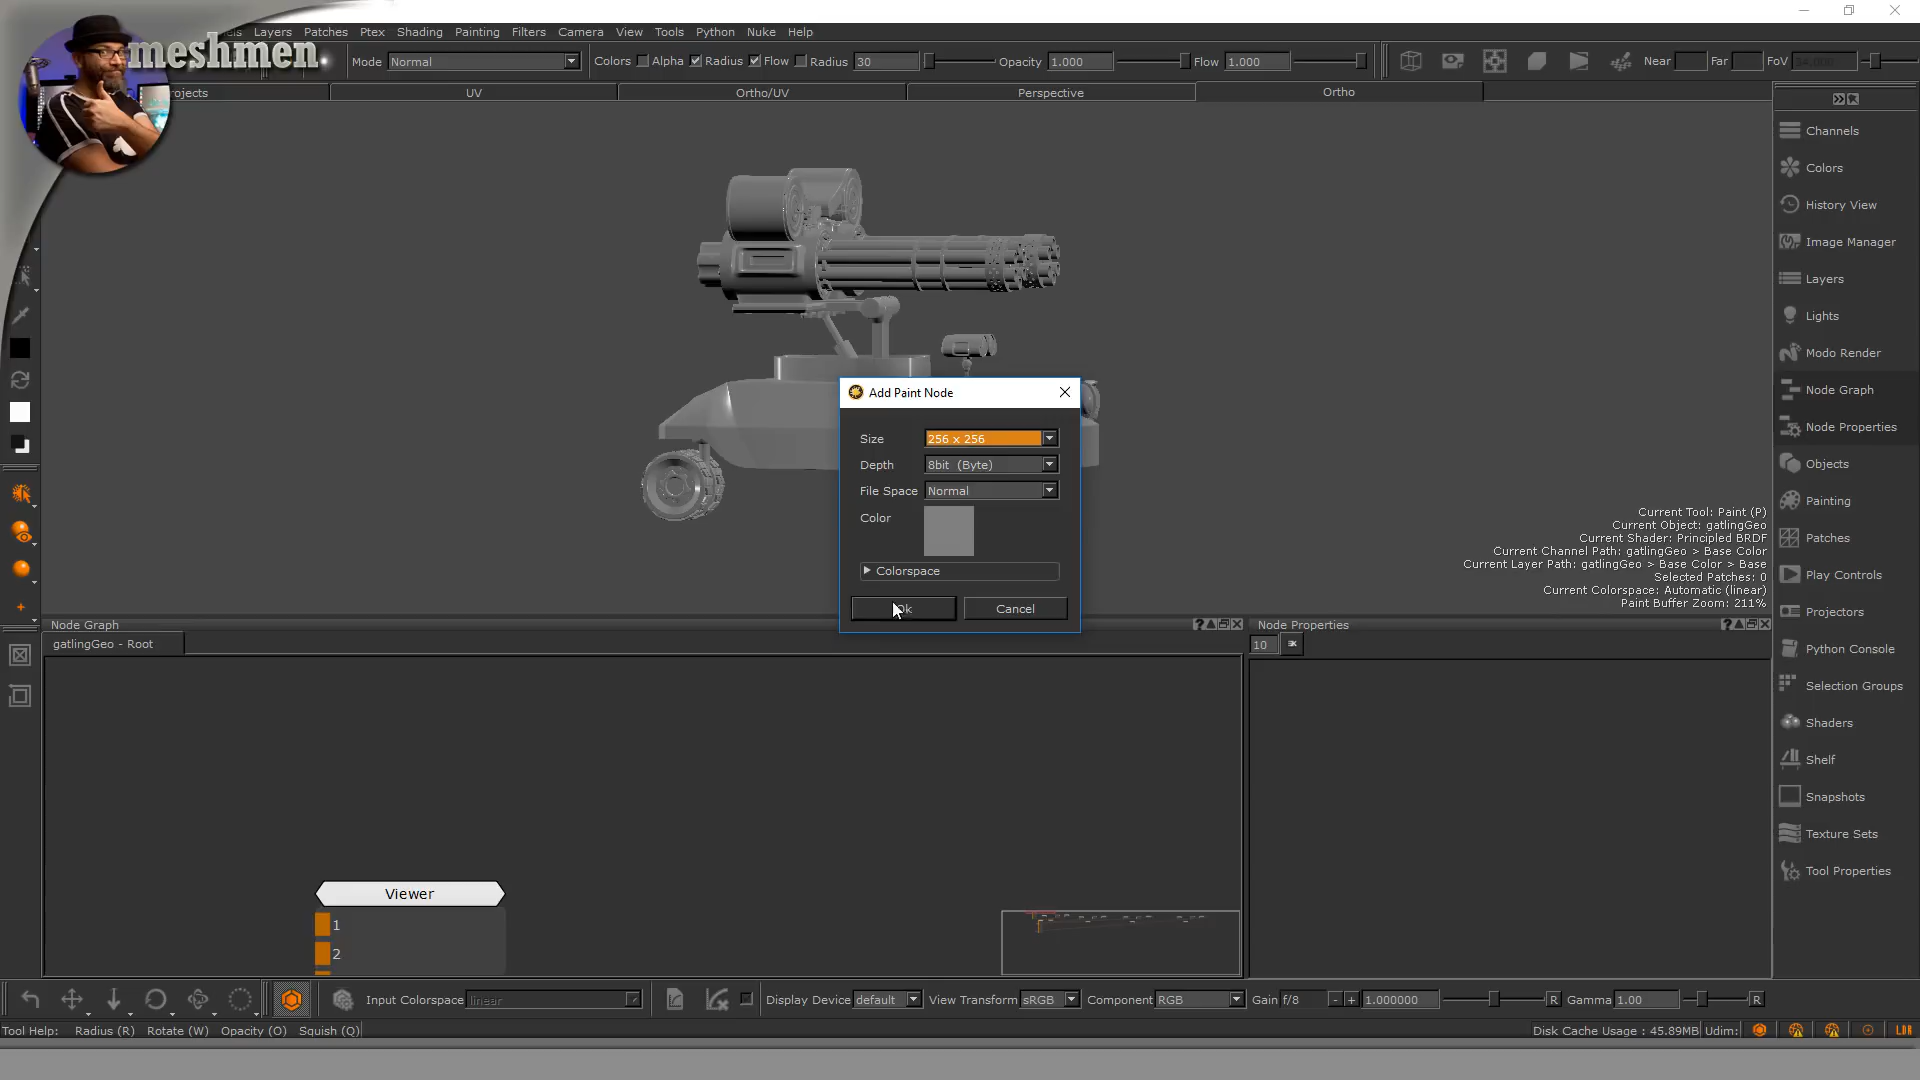 meshmen
Layers Patches Ptex Shading Painting Filters Camera View Tools Python Nuke Help
Mode Normal Colors Alpha Radius Flow Radius 30 Opacity 1.000 Flow 1.000 Near Far FoV
UV Ortho/UV Perspective Ortho
Channels
Colors
History View
Image Manager
Layers
Lights
Modo Render
Node Graph
Node Properties
Objects
Painting
Patches
Play Controls
Projectors
Python Console
Selection Groups
Shaders
Shelf
Snapshots
Texture Sets
Tool Properties
Add Paint Node
Size 256 x 256
Depth 8bit (Byte)
File Space Normal
Color
Colorspace
Ok Cancel
Current Tool: Paint (P)
Current Object: gatlingGeo
Current Shader: Principled BRDF
Current Channel Path: gatlingGeo > Base Color
Current Layer Path: gatlingGeo > Base Color > Base
Selected Patches: 0
Current Colorspace: Automatic (linear)
Paint Buffer Zoom: 211%
Node Graph
gatlingGeo - Root
Node Properties
10
Viewer
1
2
Input Colorspace linear Display Device default View Transform sRGB Component RGB Gain f/8 - + 1.000000 R Gamma 1.00 R
Tool Help: Radius (R) Rotate (W) Opacity (O) Squish (Q) Disk Cache Usage : 45.89MB Udim: LDR